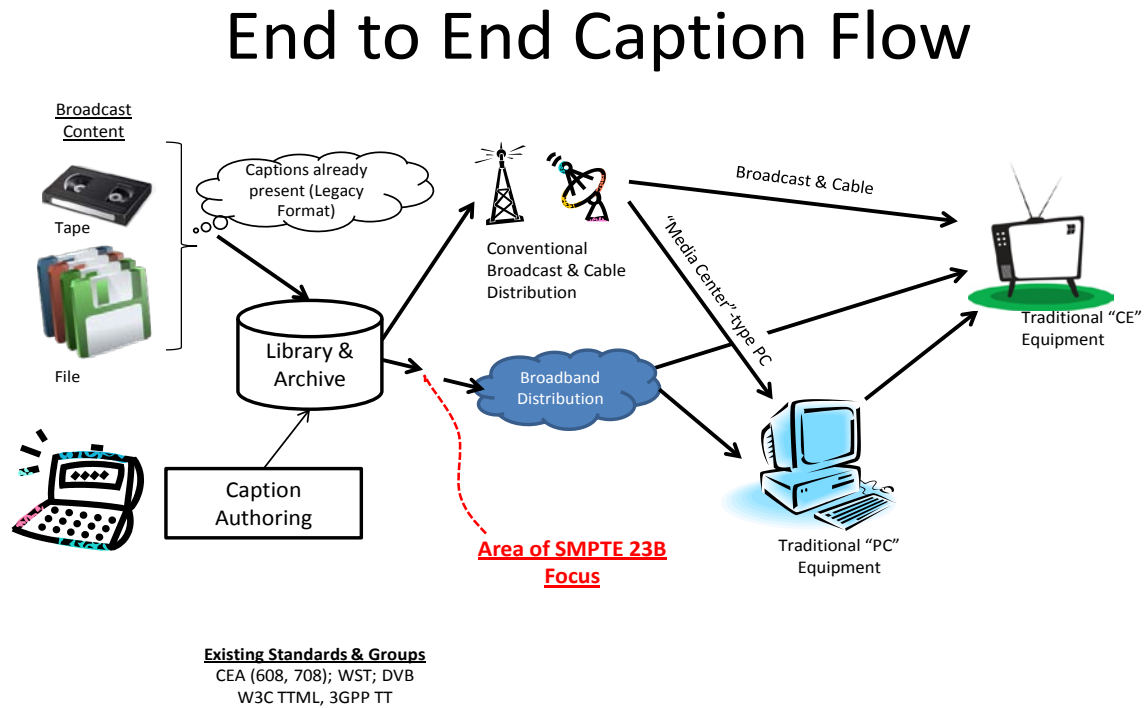 End to End Caption Flow
Broadcast
Content
Tape
File
Captions already
present (Legacy
Format)
Library &
Archive
Caption
Authoring
Conventional
Broadcast & Cable
Distribution
Broadband
Distribution
Broadcast & Cable
“Media Center”-type PC
Traditional “CE”
Equipment
Traditional “PC”
Equipment
Area of SMPTE 23B
Focus
Existing Standards & Groups
CEA (608, 708); WST; DVB
W3C TTML, 3GPP TT